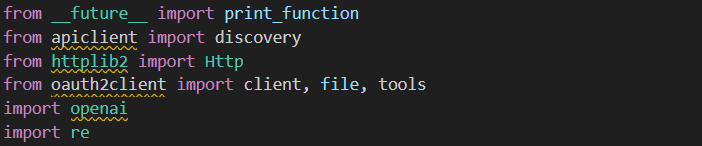 from __future__ import print_function
from apiclient import discovery
from httplib2 import Http
from oauth2client import client, file, tools
import openai
import re